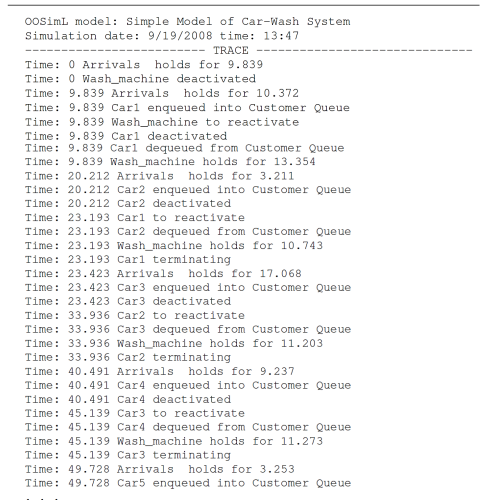 OOSimL model: Simple Model of Car-Wash System
Simulation date: 9/19/2008 time: 13:47
------------------------- TRACE ------------------------------
Time: 0 Arrivals  holds for 9.839
Time: 0 Wash_machine deactivated
Time: 9.839 Arrivals  holds for 10.372
Time: 9.839 Car1 enqueued into Customer Queue
Time: 9.839 Wash_machine to reactivate
Time: 9.839 Car1 deactivated
Time: 9.839 Car1 dequeued from Customer Queue
Time: 9.839 Wash_machine holds for 13.354
Time: 20.212 Arrivals  holds for 3.211
Time: 20.212 Car2 enqueued into Customer Queue
Time: 20.212 Car2 deactivated
Time: 23.193 Car1 to reactivate
Time: 23.193 Car2 dequeued from Customer Queue
Time: 23.193 Wash_machine holds for 10.743
Time: 23.193 Car1 terminating
Time: 23.423 Arrivals  holds for 17.068
Time: 23.423 Car3 enqueued into Customer Queue
Time: 23.423 Car3 deactivated
Time: 33.936 Car2 to reactivate
Time: 33.936 Car3 dequeued from Customer Queue
Time: 33.936 Wash_machine holds for 11.203
Time: 33.936 Car2 terminating
Time: 40.491 Arrivals  holds for 9.237
Time: 40.491 Car4 enqueued into Customer Queue
Time: 40.491 Car4 deactivated
Time: 45.139 Car3 to reactivate
Time: 45.139 Car4 dequeued from Customer Queue
Time: 45.139 Wash_machine holds for 11.273
Time: 45.139 Car3 terminating
Time: 49.728 Arrivals  holds for 3.253
Time: 49.728 Car5 enqueued into Customer Queue
. . .